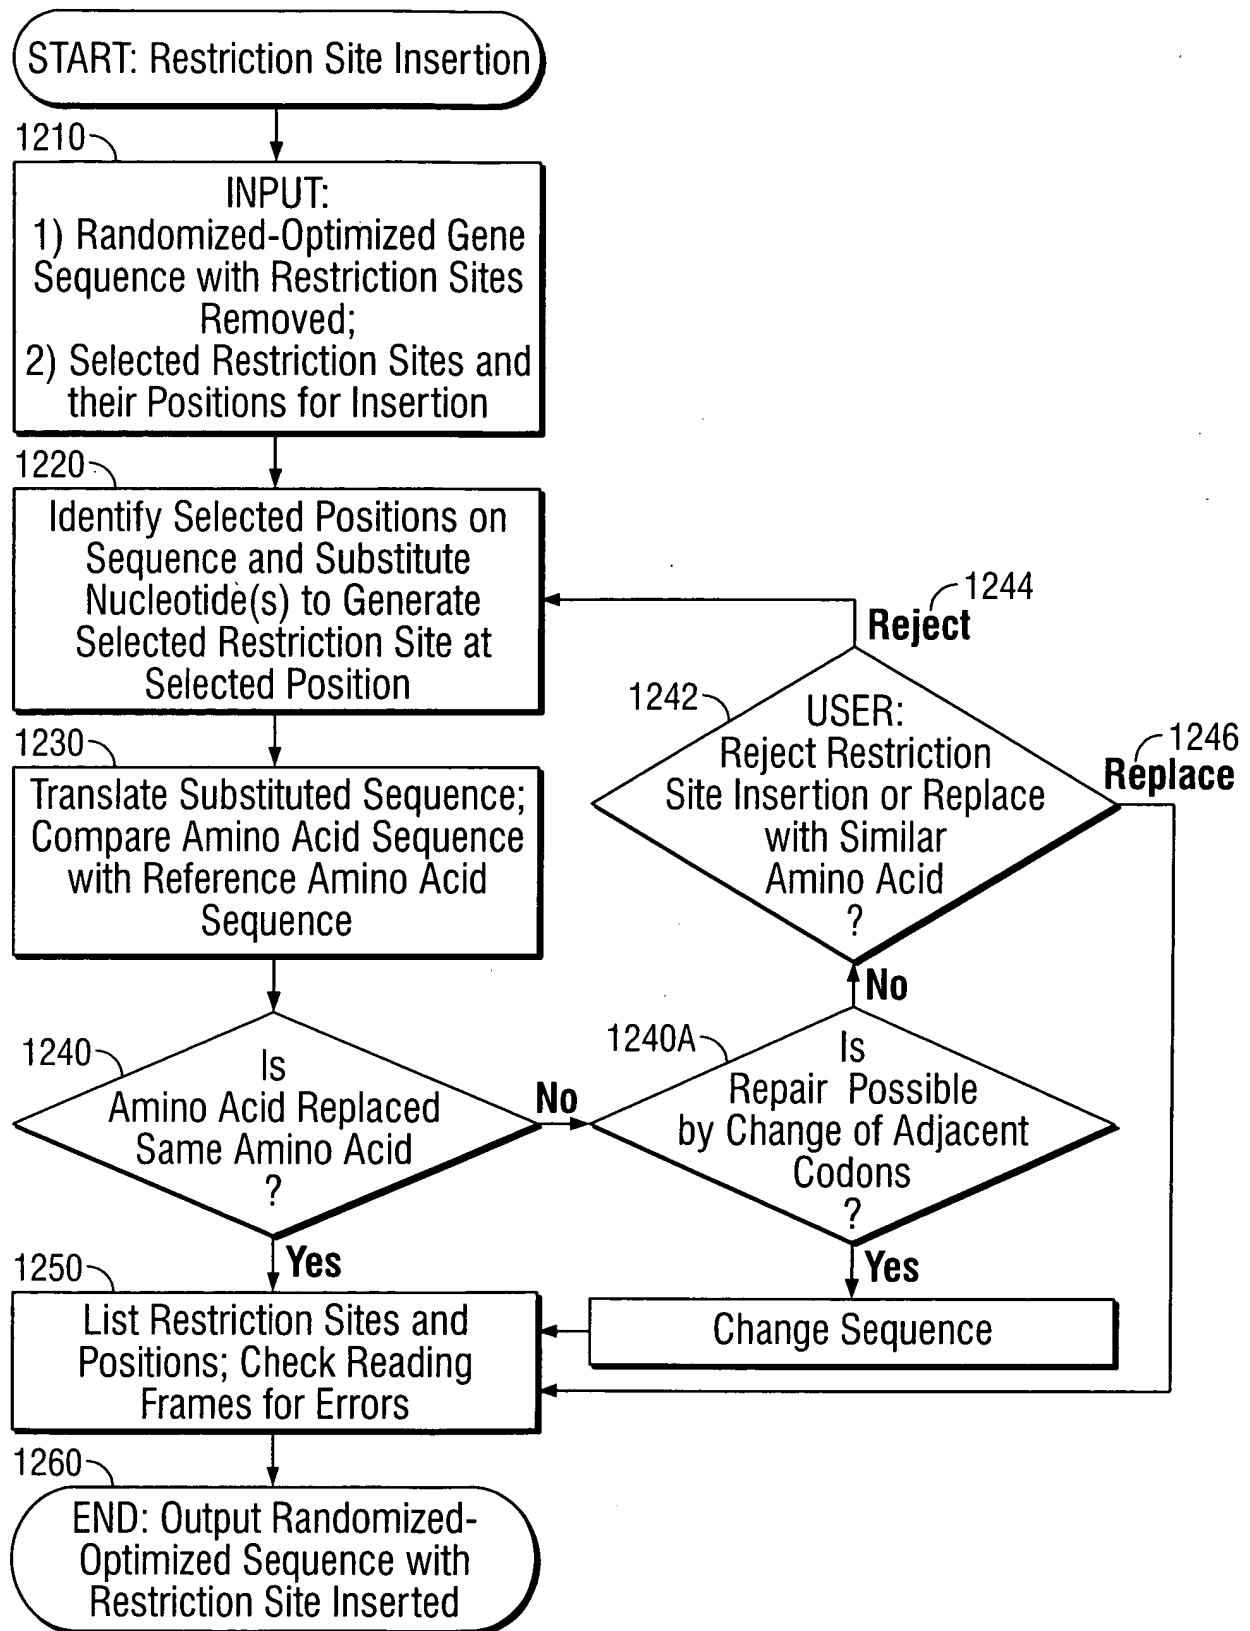 START: Restriction Site Insertion
1210
INPUT:
1) Randomized-Optimized Gene
Sequence with Restriction Sites
Removed;
2) Selected Restriction Sites and
their Positions for Insertion
1220
Identify Selected Positions on
Sequence and Substitute
Nucleotide(s) to Generate
Selected Restriction Site at
Selected Position
1230
Translate Substituted Sequence;
Compare Amino Acid Sequence
with Reference Amino Acid
Sequence
1240
Is
Amino Acid Replaced
Same Amino Acid
?
No
Yes
1240A
Is
Repair Possible
by Change of Adjacent
Codons
?
No
Yes
Change Sequence
1242
USER:
Reject Restriction
Site Insertion or Replace
with Similar
Amino Acid
?
1244
Reject
1246
Replace
1250
List Restriction Sites and
Positions; Check Reading
Frames for Errors
1260
END: Output Randomized-
Optimized Sequence with
Restriction Site Inserted